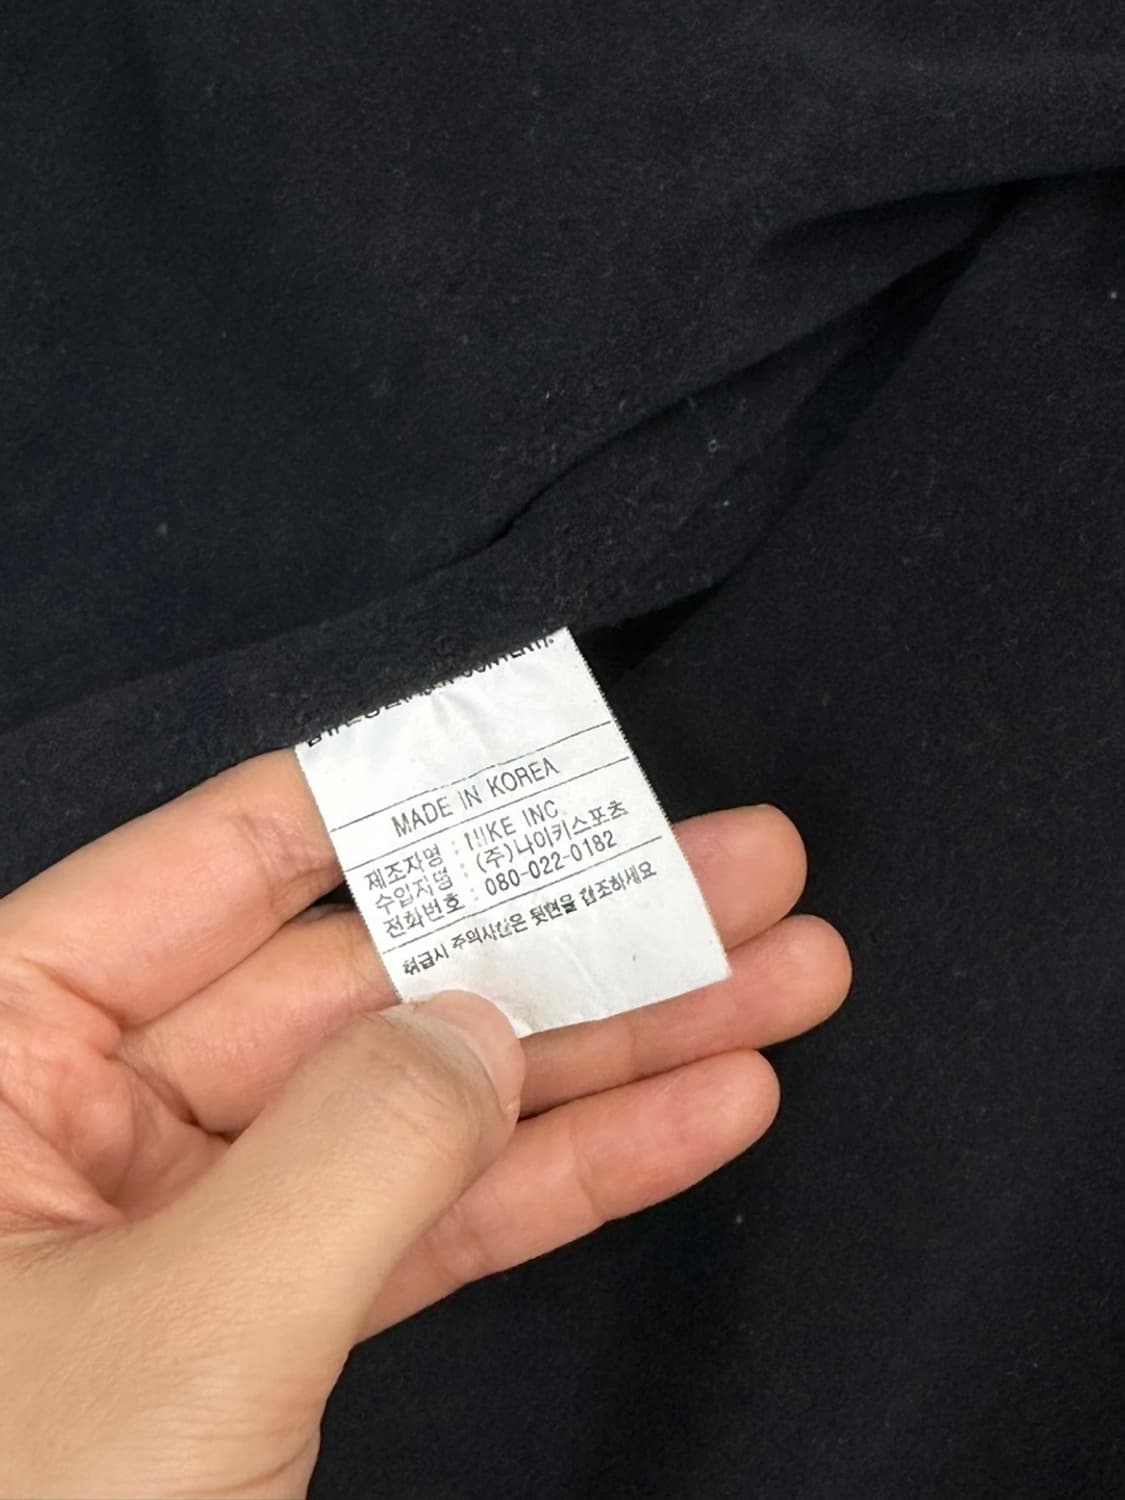 MADE IN KOREA
제조자명 : NIKE INC.
수입자명 : (주)나이키스포츠
전화번호 : 080-022-0182
취급시 주의사항은 뒷면을 참조하세요